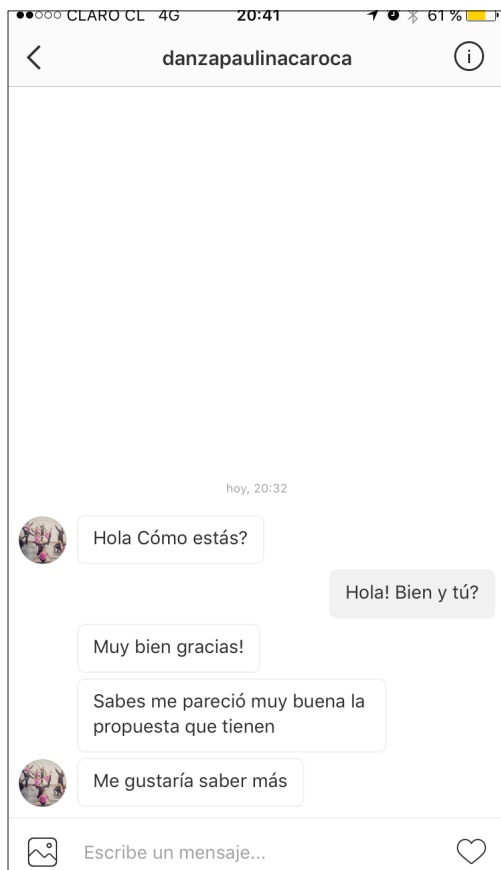 CLARO CL 4G 20:41 61 %
danzapaulinacaroca
hoy, 20:32
Hola Cómo estás?
Hola! Bien y tú?
Muy bien gracias!
Sabes me pareció muy buena la
propuesta que tienen
Me gustaría saber más
Escribe un mensaje...